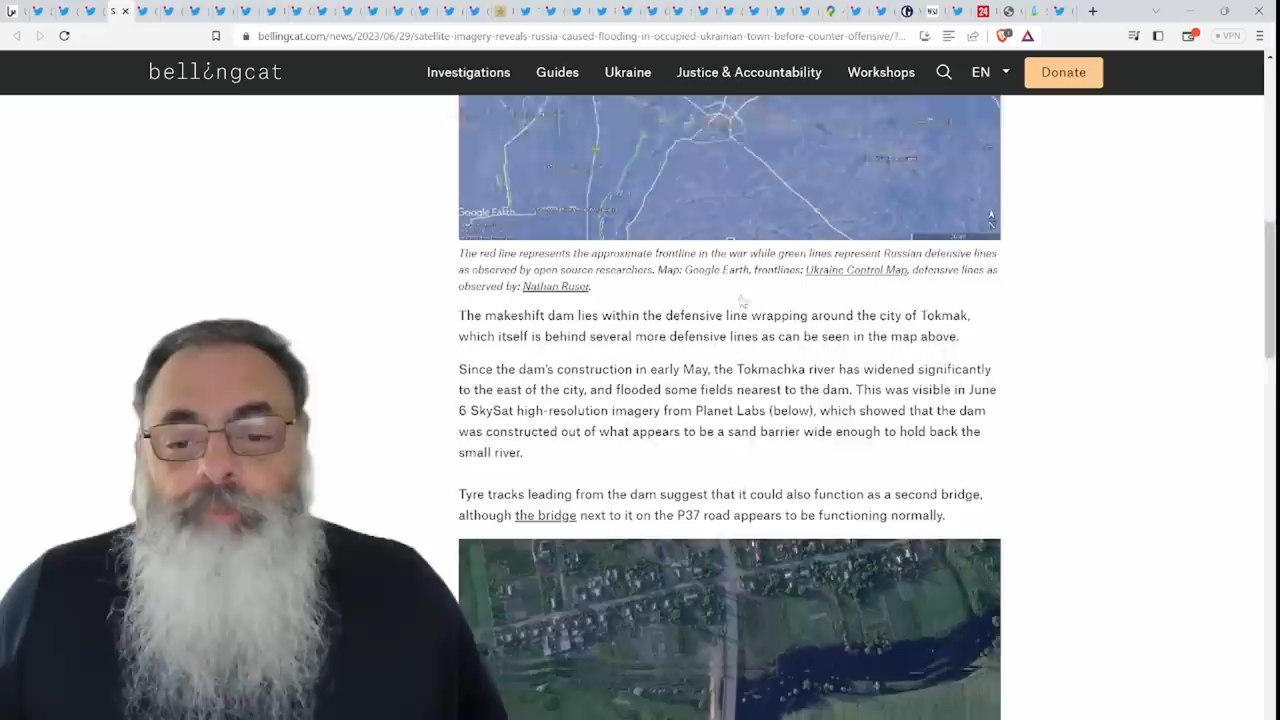 bellingcat.com/news/2023/06/29/satellite-imagery-reveals-russia-caused-flooding-in-occupied-ukrainian-town-before-counter-offensive/?...
VPN
bellingcat
Investigations
Guides
Ukraine
Justice & Accountability
Workshops
EN
Donate
Google Earth
The red line represents the approximate frontline in the war while green lines represent Russian defensive lines
as observed by open source researchers. Map: Google Earth, frontlines: Ukraine Control Map, defensive lines as
observed by: Nathan Ruser.
The makeshift dam lies within the defensive line wrapping around the city of Tokmak,
which itself is behind several more defensive lines as can be seen in the map above.
Since the dam's construction in early May, the Tokmachka river has widened significantly
to the east of the city, and flooded some fields nearest to the dam. This was visible in June
6 SkySat high-resolution imagery from Planet Labs (below), which showed that the dam
was constructed out of what appears to be a sand barrier wide enough to hold back the
small river.
Tyre tracks leading from the dam suggest that it could also function as a second bridge,
although the bridge next to it on the P37 road appears to be functioning normally.